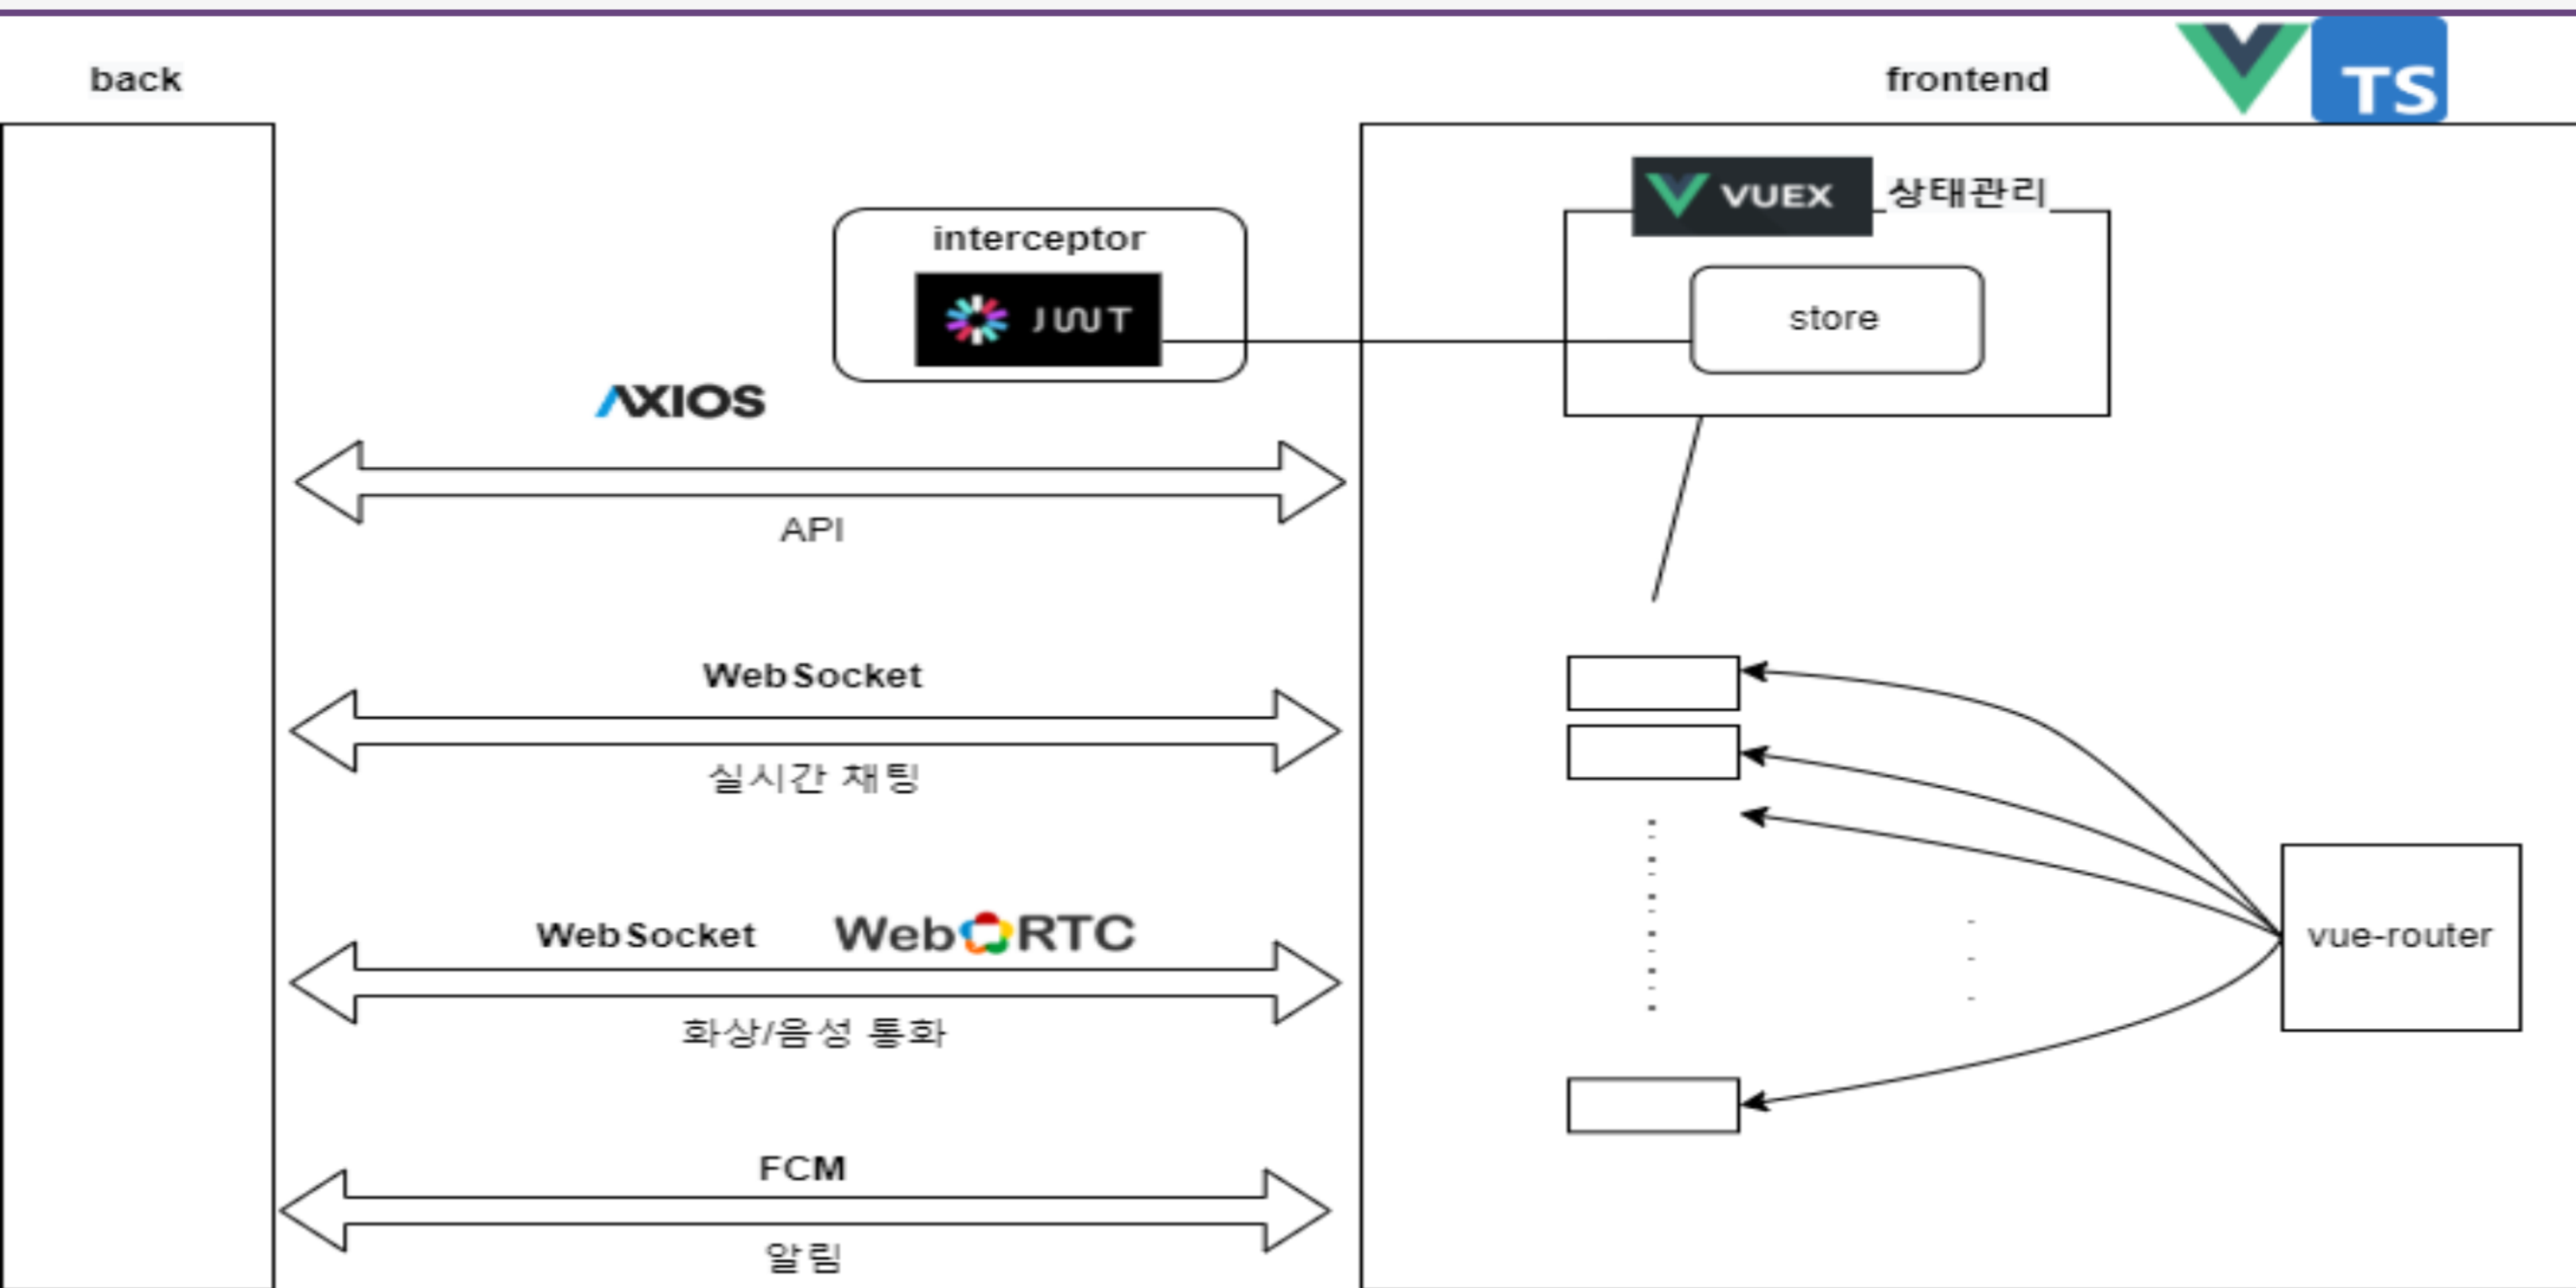 back
frontend
TS
VUEX
상태관리
interceptor
JWT
store
AXIOS
API
WebSocket
실시간 채팅
WebSocket
WebRTC
화상/음성 통화
vue-router
FCM
알림